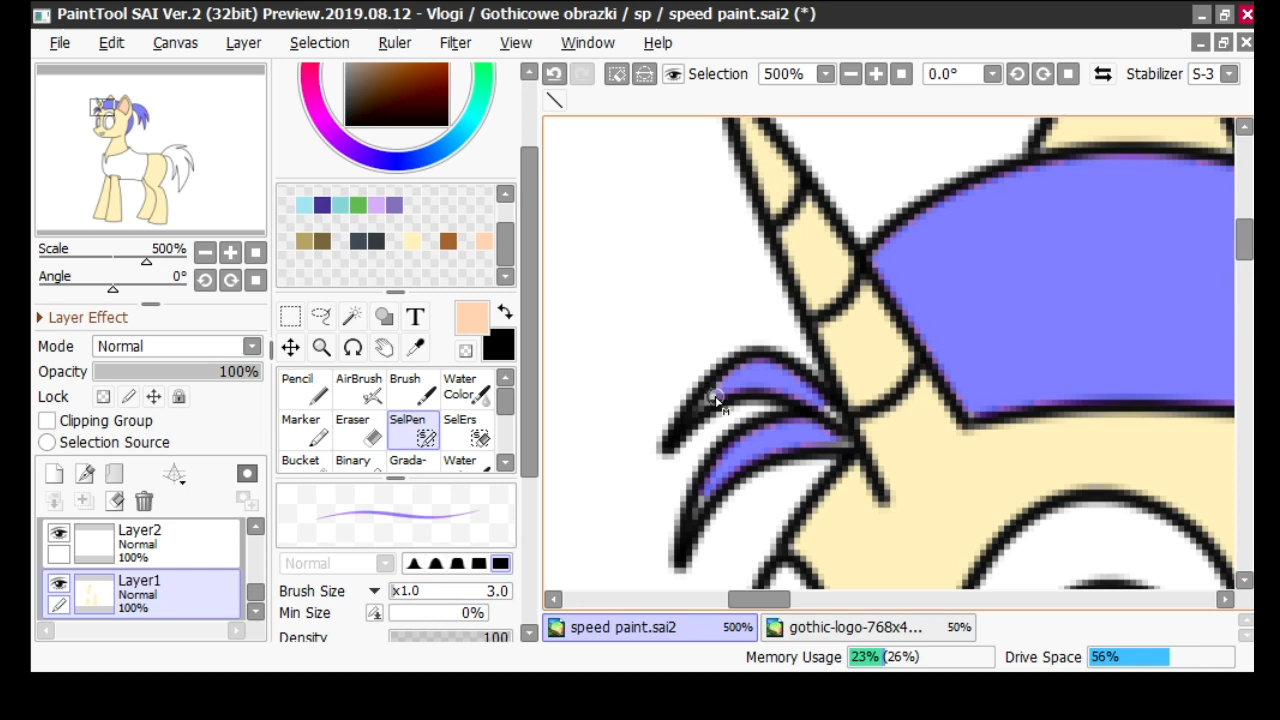 PaintTool SAI Ver.2 (32bit) Preview.2019.08.12 - Vlogi / Gothicowe obrazki / sp / speed paint.sai2 (*)
File Edit Canvas Layer Selection Ruler Filter View Window Help
Selection 500% 0.0° Stabilizer S-3
Scale 500%
Angle 0°
Layer Effect
Mode Normal
Opacity 100%
Lock
Clipping Group
Selection Source
Layer2
Normal
100%
Layer1
Normal
100%
T
Pencil AirBrush Brush Water Color
Marker Eraser SelPen SelErs
Bucket Binary Grada- Water
Normal
Brush Size x1.0 3.0
Min Size 0%
Density 100
speed paint.sai2 500% gothic-logo-768x4... 50%
Memory Usage 23% (26%) Drive Space 56%